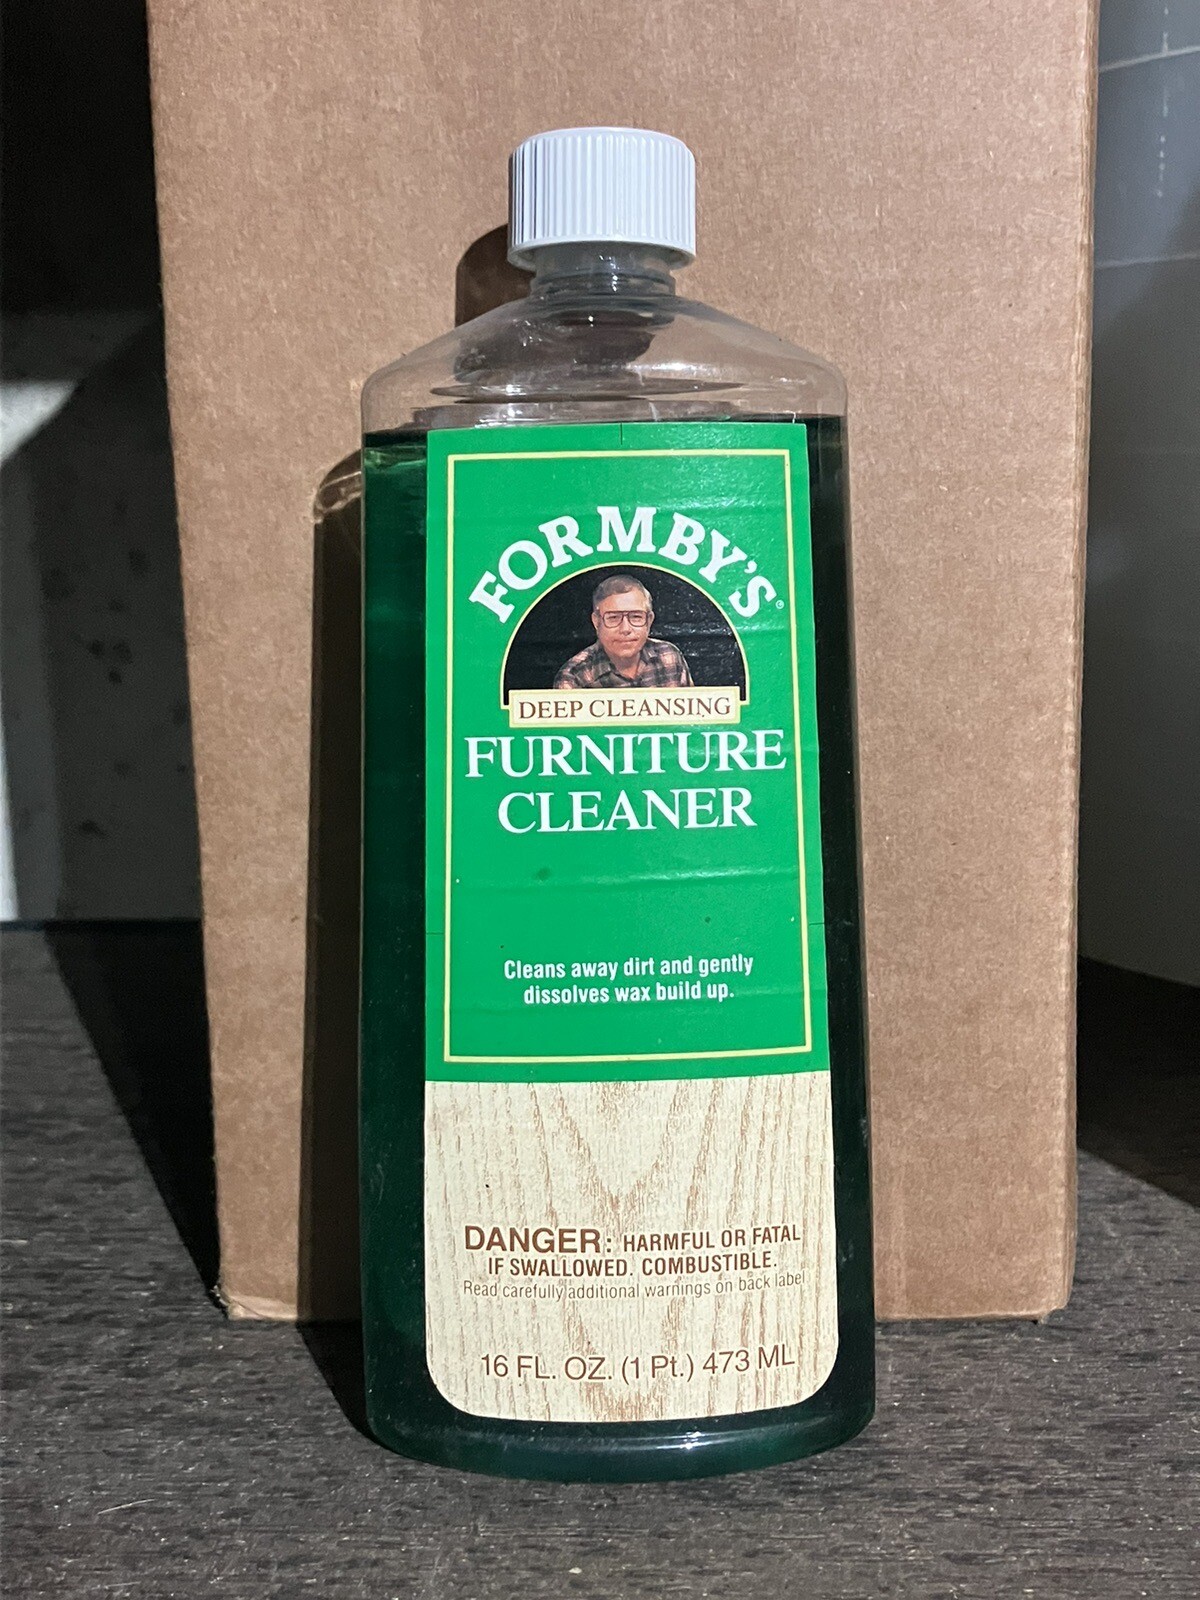 FORMBY'S®
DEEP CLEANSING
FURNITURE
CLEANER
Cleans away dirt and gently
dissolves wax build up.
DANGER: HARMFUL OR FATAL
IF SWALLOWED. COMBUSTIBLE.
Read carefully additional warnings on back label
16 FL. OZ. (1 Pt.) 473 ML